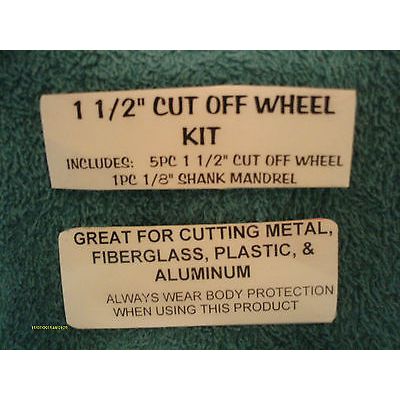 1 1/2" CUT OFF WHEEL
KIT
INCLUDES: 5PC 1 1/2" CUT OFF WHEEL
1PC 1/8" SHANK MANDREL
GREAT FOR CUTTING METAL,
FIBERGLASS, PLASTIC, &
ALUMINUM
ALWAYS WEAR BODY PROTECTION
WHEN USING THIS PRODUCT